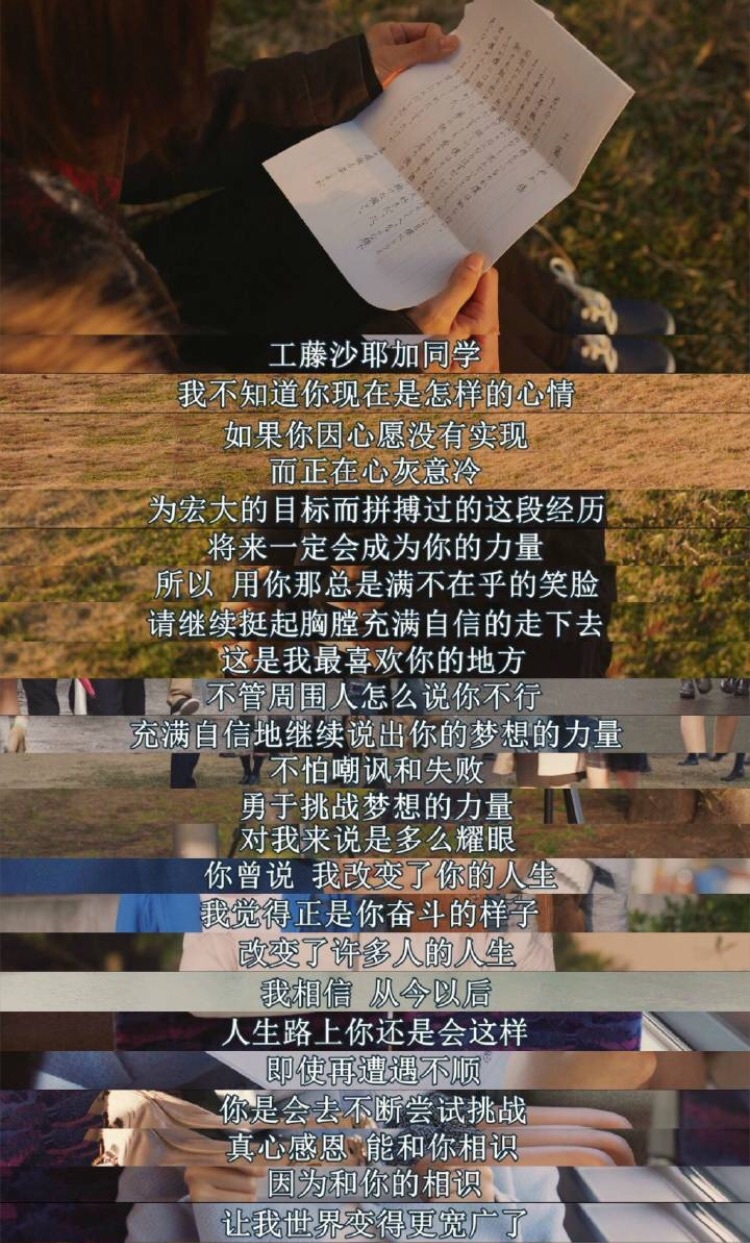 工藤沙耶加同学
我不知道你现在是怎样的心情
如果你因心愿没有实现
而正在心灰意冷
为宏大的目标而拼搏过的这段经历
将来一定会成为你的力量
所以 用你那总是满不在乎的笑脸
请继续挺起胸膛充满自信的走下去
这是我最喜欢你的地方
不管周围人怎么说你不行
充满自信地继续说出你的梦想的力量
不怕嘲讽和失败
勇于挑战梦想的力量
对我来说是多么耀眼
你曾说 我改变了你的人生
我觉得正是你奋斗的样子
改变了许多人的人生
我相信 从今以后
人生路上你还是会这样
即使再遭遇不顺
你是会去不断尝试挑战
真心感恩 能和你相识
因为和你的相识
让我世界变得更宽广了